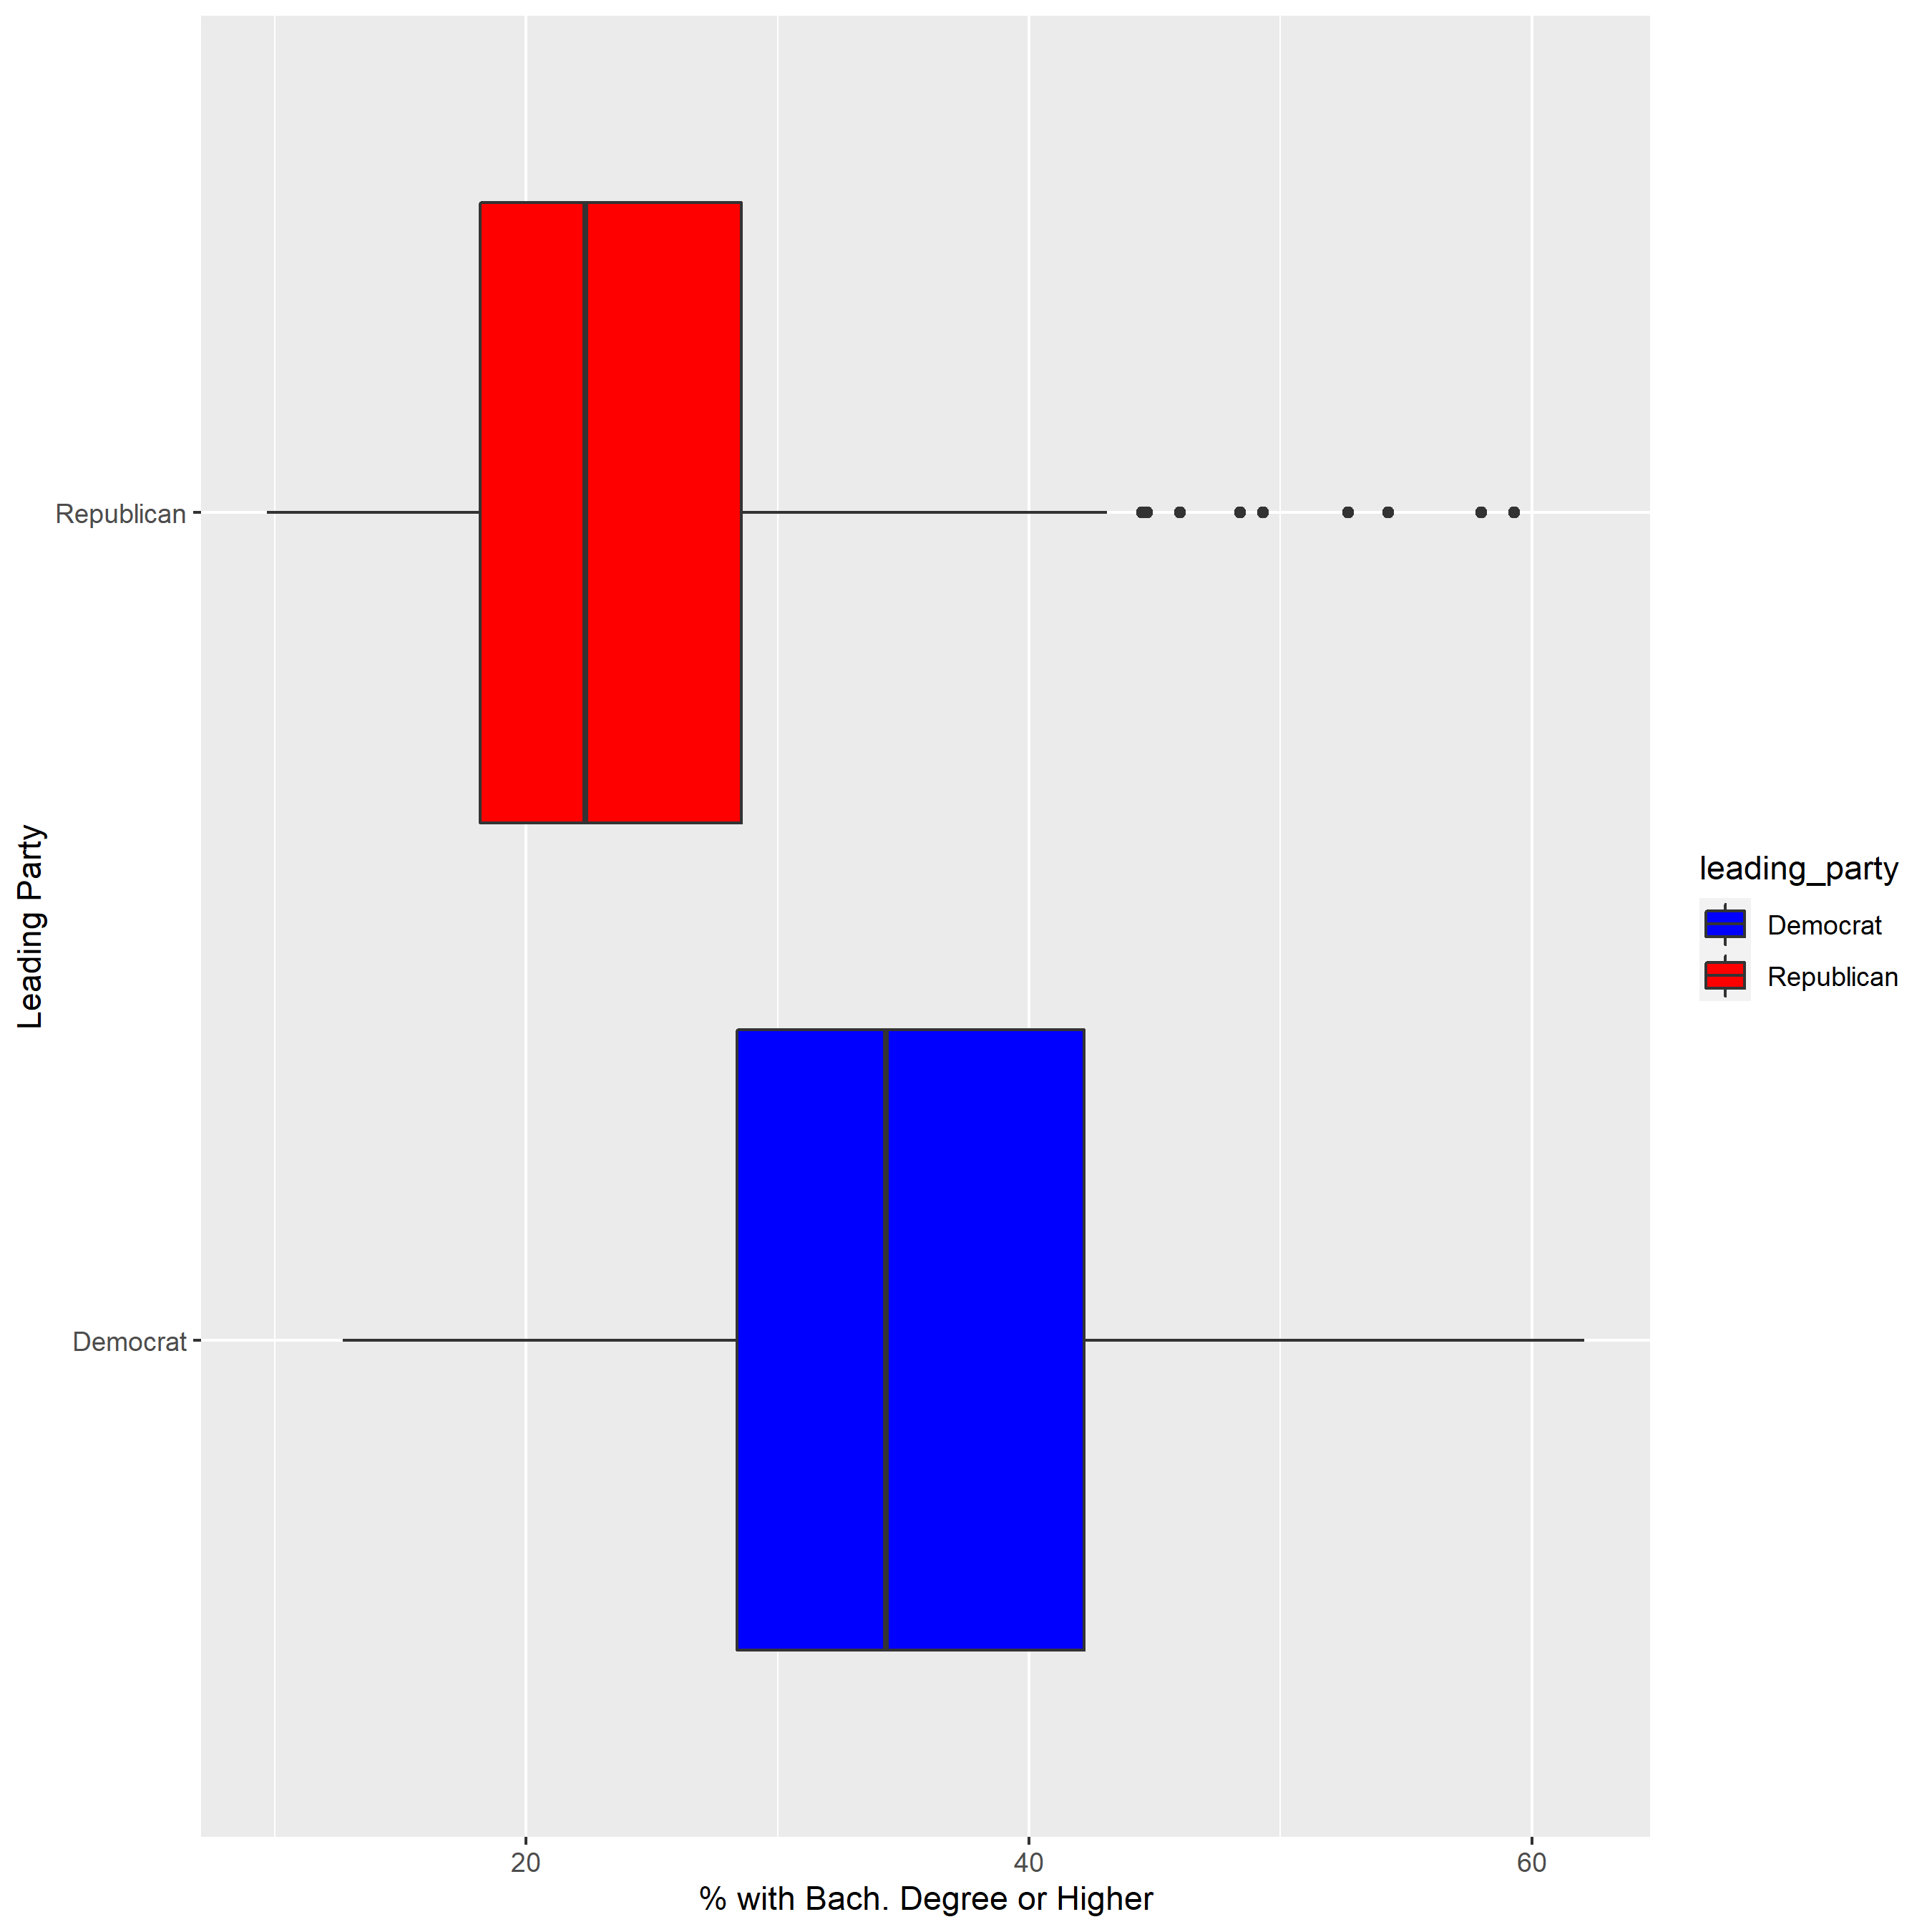 Leading Party
Republican
Democrat
20
40
60
% with Bach. Degree or Higher
leading_party
Democrat
Republican